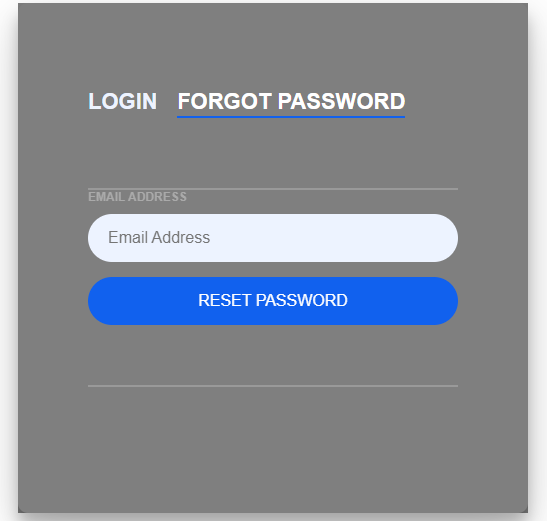 LOGIN FORGOT PASSWORD
EMAIL ADDRESS
Email Address
RESET PASSWORD